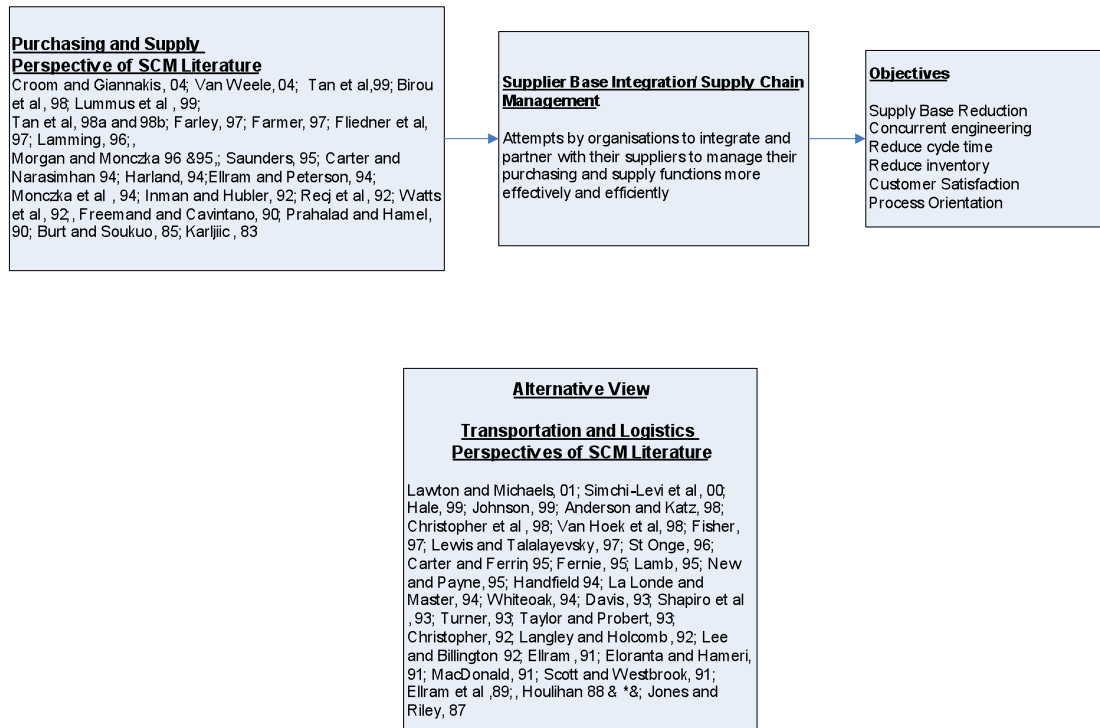 Purchasing and Supply
Perspective of SCM Literature
Croom and Giannakis, 04; Van Weele, 04; Tan et al,99; Birou
et al, 98; Lummus et al , 99;
Tan et al, 98a and 98b; Farley, 97; Farmer, 97; Fliedner et al,
97; Lamming, 96;,
Morgan and Monczka 96 &95,; Saunders, 95; Carter and
Narasimhan 94; Harland, 94;Ellram and Peterson, 94;
Monczka et al , 94; Inman and Hubler, 92; Recj et al, 92; Watts
et al, 92;, Freemand and Cavintano, 90; Prahalad and Hamel,
90; Burt and Soukuo, 85; Karljiic , 83
Supplier Base Integration/ Supply Chain
Management
Attempts by organisations to integrate and
partner with their suppliers to manage their
purchasing and supply functions more
effectively and efficiently
Objectives
Supply Base Reduction
Concurrent engineering
Reduce cycle time
Reduce inventory
Customer Satisfaction
Process Orientation
Alternative View
Transportation and Logistics
Perspectives of SCM Literature
Lawton and Michaels, 01; Simchi-Levi et al , 00;
Hale, 99; Johnson, 99; Anderson and Katz, 98;
Christopher et al , 98; Van Hoek et al, 98; Fisher,
97; Lewis and Talalayevsky, 97; St Onge, 96;
Carter and Ferrin, 95; Fernie, 95; Lamb, 95; New
and Payne, 95; Handfield 94; La Londe and
Master, 94; Whiteoak, 94; Davis, 93; Shapiro et al
, 93; Turner, 93; Taylor and Probert, 93;
Christopher, 92; Langley and Holcomb , 92; Lee
and Billington 92; Ellram , 91; Eloranta and Hameri,
91; MacDonald, 91; Scott and Westbrook, 91;
Ellram et al ,89;, Houlihan 88 & *&; Jones and
Riley, 87